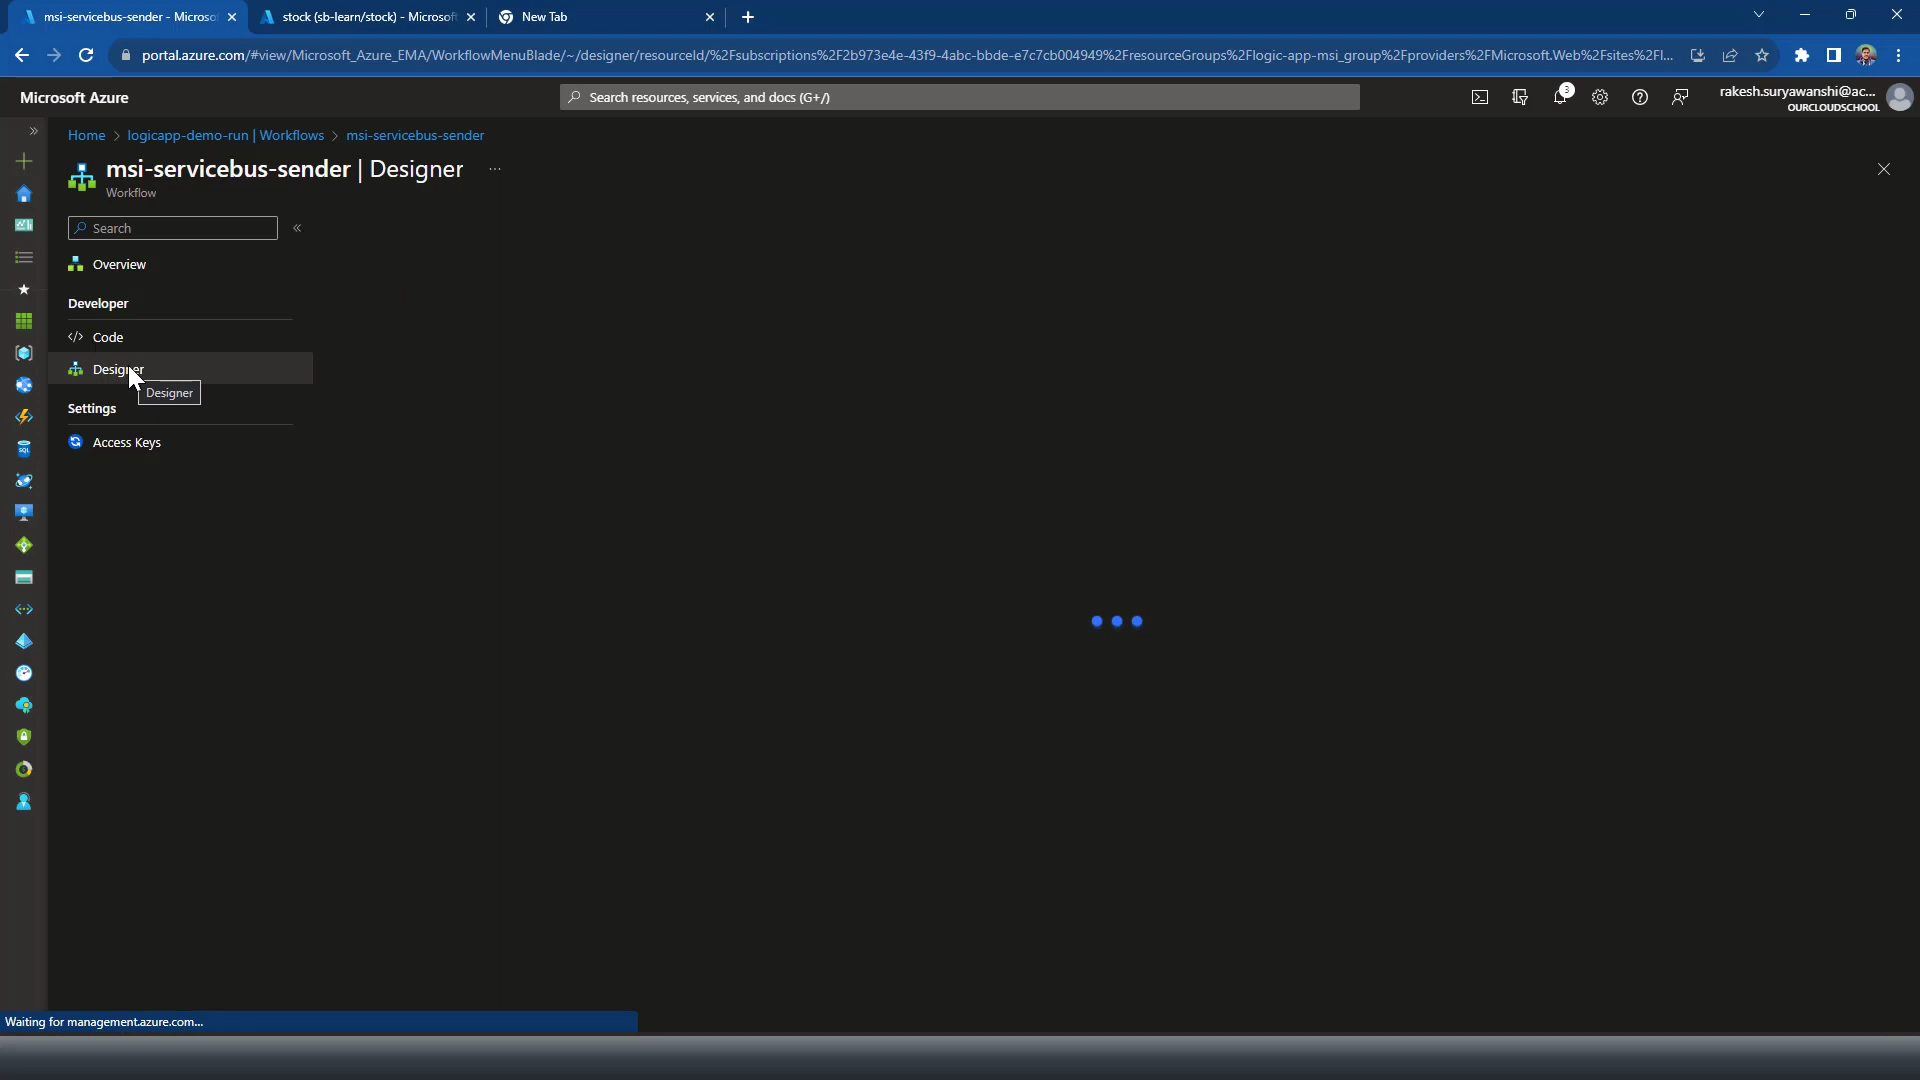 msi-servicebus-sender - Microso
stock (sb-learn/stock) - Microsoft
New Tab
portal.azure.com/#view/Microsoft_Azure_EMA/WorkflowMenuBlade/~/designer/resourceId/%2Fsubscriptions%2F2b973e4e-43f9-4abc-bbde-e7c7cb004949%2FresourceGroups%2Flogic-app-msi_group%2Fproviders%2FMicrosoft.Web%2Fsites%2Fl...
Microsoft Azure
Search resources, services, and docs (G+/)
3
rakesh.suryawanshi@ac...
OURCLOUDSCHOOL
Home > logicapp-demo-run | Workflows > msi-servicebus-sender
msi-servicebus-sender | Designer ...
Workflow
Search
Overview
Developer
Code
Designer
Designer
Settings
SQL
Access Keys
Waiting for management.azure.com...